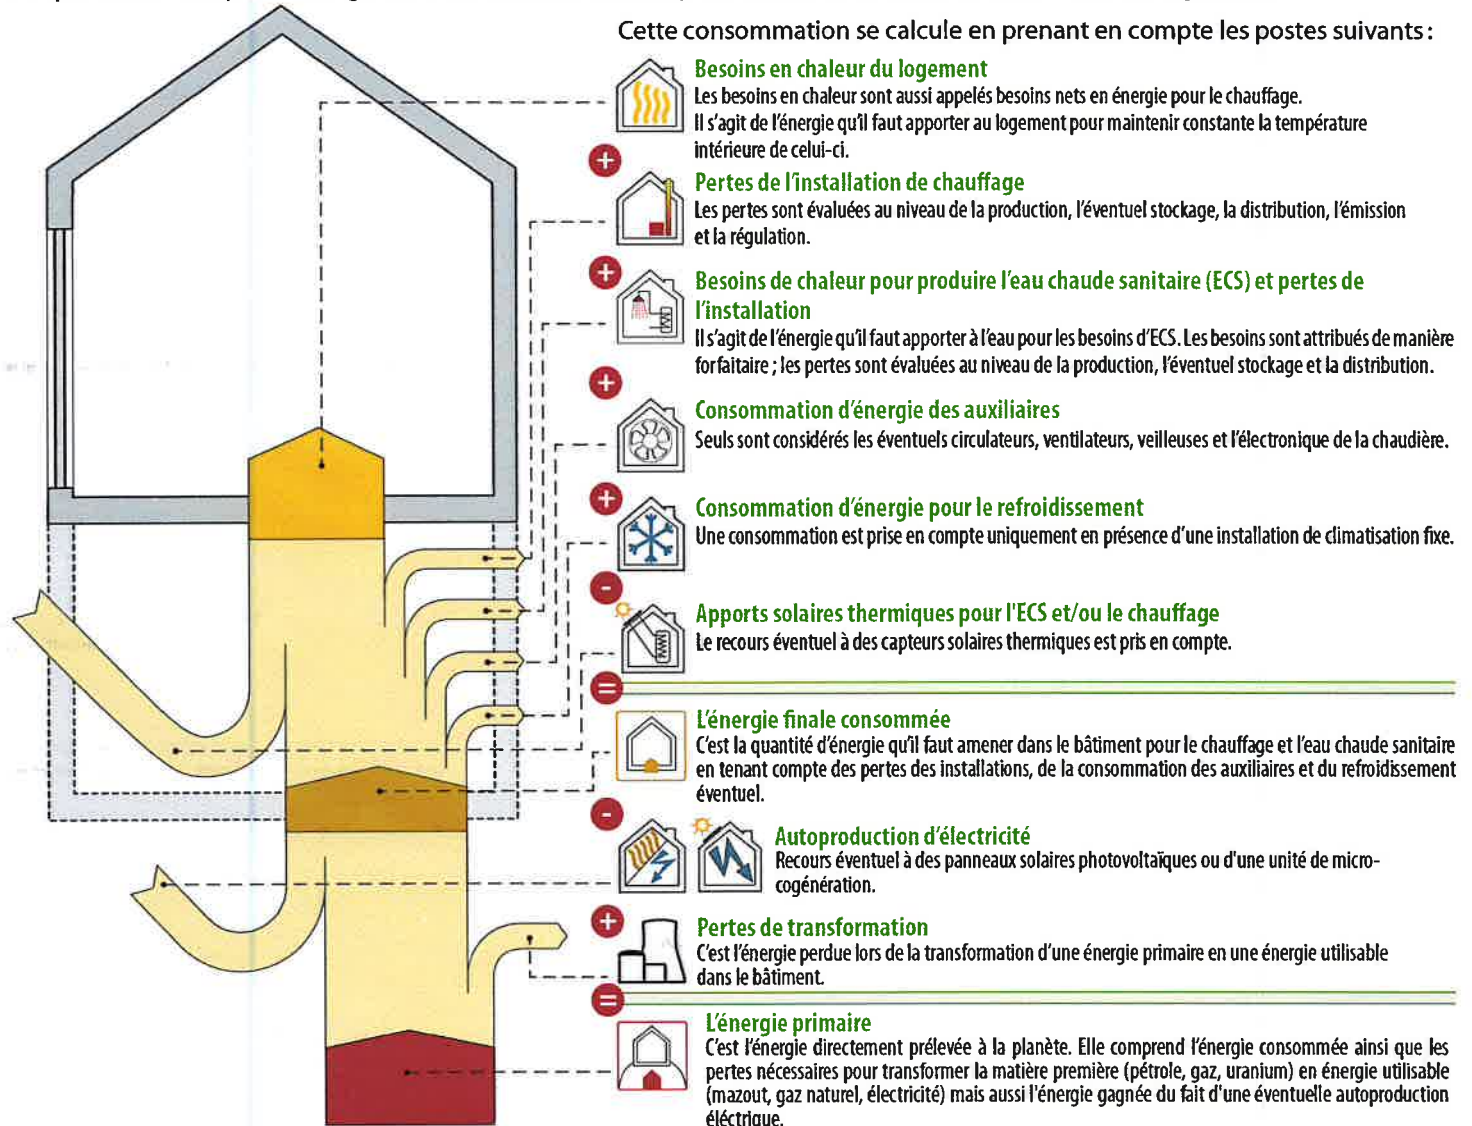 Cette consommation se calcule en prenant en compte les postes suivants :
Besoins en chaleur du logement
Les besoins en chaleur sont aussi appelés besoins nets en énergie pour le chauffage.
Il s'agit de l'énergie qu'il faut apporter au logement pour maintenir constante la température
intérieure de celui-ci.
+
Pertes de l'installation de chauffage
Les pertes sont évaluées au niveau de la production, l'éventuel stockage, la distribution, l'émission
et la régulation.
+
Besoins de chaleur pour produire l'eau chaude sanitaire (ECS) et pertes de
l'installation
Il s'agit de l'énergie qu'il faut apporter à l'eau pour les besoins d'ECS. Les besoins sont attribués de manière
forfaitaire ; les pertes sont évaluées au niveau de la production, l'éventuel stockage et la distribution.
+
Consommation d'énergie des auxiliaires
Seuls sont considérés les éventuels circulateurs, ventilateurs, veilleuses et l'électronique de la chaudière.
+
Consommation d'énergie pour le refroidissement
Une consommation est prise en compte uniquement en présence d'une installation de climatisation fixe.
-
Apports solaires thermiques pour l'ECS et/ou le chauffage
Le recours éventuel à des capteurs solaires thermiques est pris en compte.
=
L'énergie finale consommée
C'est la quantité d'énergie qu'il faut amener dans le bâtiment pour le chauffage et l'eau chaude sanitaire
en tenant compte des pertes des installations, de la consommation des auxiliaires et du refroidissement
éventuel.
-
Autoproduction d'électricité
Recours éventuel à des panneaux solaires photovoltaïques ou d'une unité de micro-
cogénération.
+
Pertes de transformation
C'est l'énergie perdue lors de la transformation d'une énergie primaire en une énergie utilisable
dans le bâtiment.
=
L'énergie primaire
C'est l'énergie directement prélevée à la planète. Elle comprend l'énergie consommée ainsi que les
pertes nécessaires pour transformer la matière première (pétrole, gaz, uranium) en énergie utilisable
(mazout, gaz naturel, électricité) mais aussi l'énergie gagnée du fait d'une éventuelle autoproduction
éléctrique.